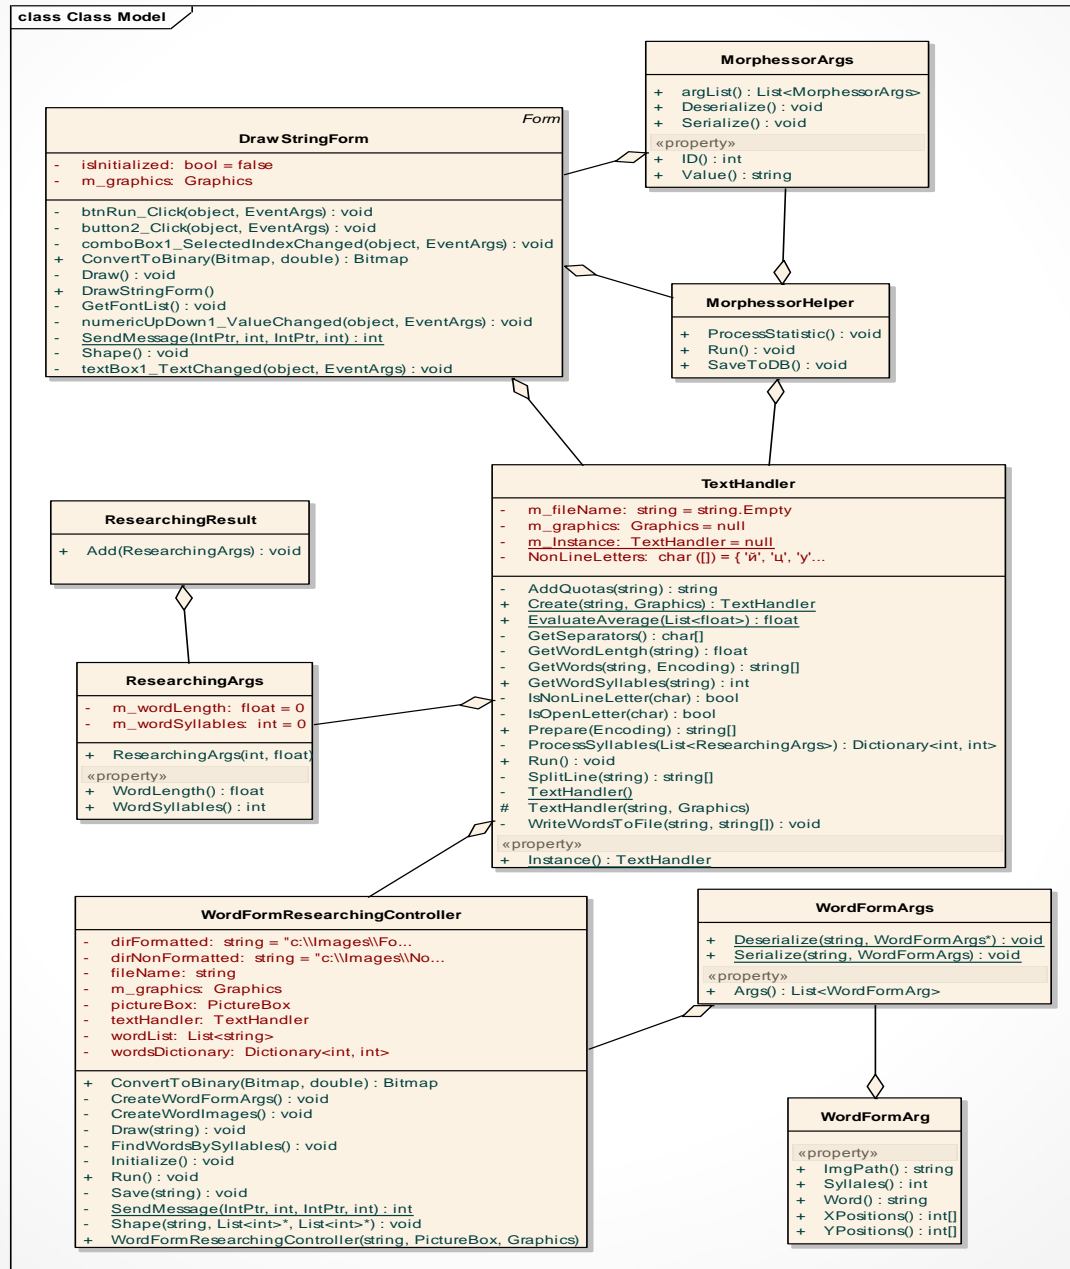 class Class Model
MorphessorArgs
+ argList() : List<MorphessorArgs>
+ Deserialize() : void
+ Serialize() : void
«property»
+ ID() : int
+ Value() : string
Form
DrawStringForm
- isInitialized: bool = false
- m_graphics: Graphics
- btnRun_Click(object, EventArgs) : void
- button2_Click(object, EventArgs) : void
- comboBox1_SelectedIndexChanged(object, EventArgs) : void
+ ConvertToBinary(Bitmap, double) : Bitmap
- Draw() : void
+ DrawStringForm()
- GetFontList() : void
- numericUpDown1_ValueChanged(object, EventArgs) : void
- SendMessage(IntPtr, int, IntPtr, int) : int
- Shape() : void
- textBox1_TextChanged(object, EventArgs) : void
MorphessorHelper
+ ProcessStatistic() : void
+ Run() : void
+ SaveToDB() : void
TextHandler
- m_fileName: string = string.Empty
- m_graphics: Graphics = null
- m_Instance: TextHandler = null
- NonLineLetters: char ([]) = { 'й', 'ц', 'у'...
- AddQuotas(string) : string
+ Create(string, Graphics) : TextHandler
+ EvaluateAverage(List<float>) : float
- GetSeparators() : char[]
- GetWordLentgh(string) : float
- GetWords(string, Encoding) : string[]
+ GetWordSyllables(string) : int
- IsNonLineLetter(char) : bool
- IsOpenLetter(char) : bool
+ Prepare(Encoding) : string[]
- ProcessSyllables(List<ResearchingArgs>) : Dictionary<int, int>
+ Run() : void
- SplitLine(string) : string[]
- TextHandler()
# TextHandler(string, Graphics)
- WriteWordsToFile(string, string[]) : void
«property»
+ Instance() : TextHandler
ResearchingResult
+ Add(ResearchingArgs) : void
ResearchingArgs
- m_wordLength: float = 0
- m_wordSyllables: int = 0
+ ResearchingArgs(int, float)
«property»
+ WordLength() : float
+ WordSyllables() : int
WordFormResearchingController
- dirFormatted: string = "c:\\Images\\Fo...
- dirNonFormatted: string = "c:\\Images\\No...
- fileName: string
- m_graphics: Graphics
- pictureBox: PictureBox
- textHandler: TextHandler
- wordList: List<string>
- wordsDictionary: Dictionary<int, int>
+ ConvertToBinary(Bitmap, double) : Bitmap
- CreateWordFormArgs() : void
- CreateWordImages() : void
- Draw(string) : void
- FindWordsBySyllables() : void
- Initialize() : void
+ Run() : void
- Save(string) : void
- SendMessage(IntPtr, int, IntPtr, int) : int
- Shape(string, List<int>*, List<int>*) : void
+ WordFormResearchingController(string, PictureBox, Graphics)
WordFormArgs
+ Deserialize(string, WordFormArgs*) : void
+ Serialize(string, WordFormArgs) : void
«property»
+ Args() : List<WordFormArg>
WordFormArg
«property»
+ ImgPath() : string
+ Syllales() : int
+ Word() : string
+ XPositions() : int[]
+ YPositions() : int[]